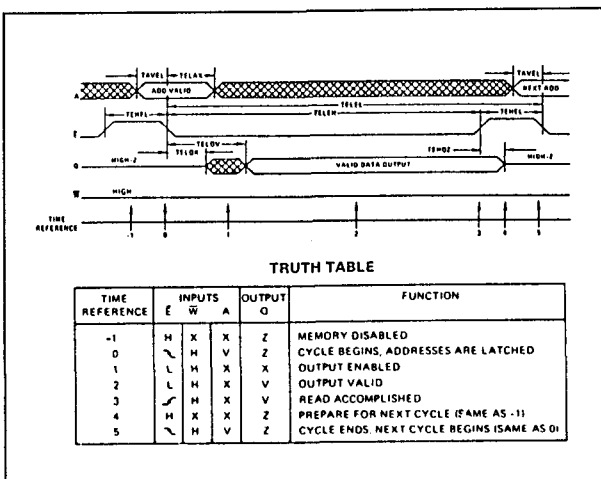 TAVEL TELAX TAVEL
A ADD VALID NEXT ADD
TELEL
TEHEL TELEH TEHEL
E
TELQV
TELQX TEHQZ
Q HIGH-Z VALID DATA OUTPUT HIGH-Z
W HIGH
TIME
REFERENCE
-1 0 1 2 3 4 5
TRUTH TABLE
TIME INPUTS OUTPUT FUNCTION
REFERENCE E̅ W̅ A Q
-1 H X X Z MEMORY DISABLED
0 H V Z CYCLE BEGINS, ADDRESSES ARE LATCHED
1 L H X X OUTPUT ENABLED
2 L H X V OUTPUT VALID
3 H X V READ ACCOMPLISHED
4 H X X Z PREPARE FOR NEXT CYCLE (SAME AS -1)
5 H V Z CYCLE ENDS, NEXT CYCLE BEGINS (SAME AS 0)